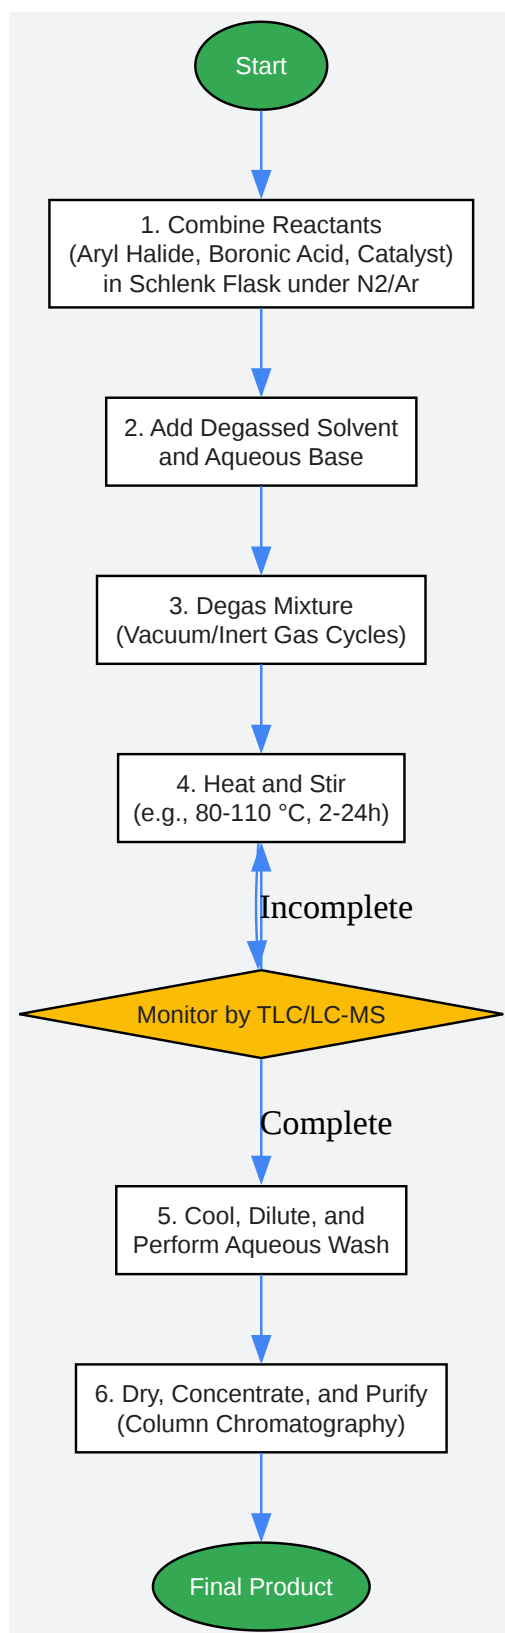 Start
1. Combine Reactants
(Aryl Halide, Boronic Acid, Catalyst)
in Schlenk Flask under N2/Ar
2. Add Degassed Solvent
and Aqueous Base
3. Degas Mixture
(Vacuum/Inert Gas Cycles)
4. Heat and Stir
(e.g., 80-110 °C, 2-24h)
Incomplete
Monitor by TLC/LC-MS
Complete
5. Cool, Dilute, and
Perform Aqueous Wash
6. Dry, Concentrate, and Purify
(Column Chromatography)
Final Product